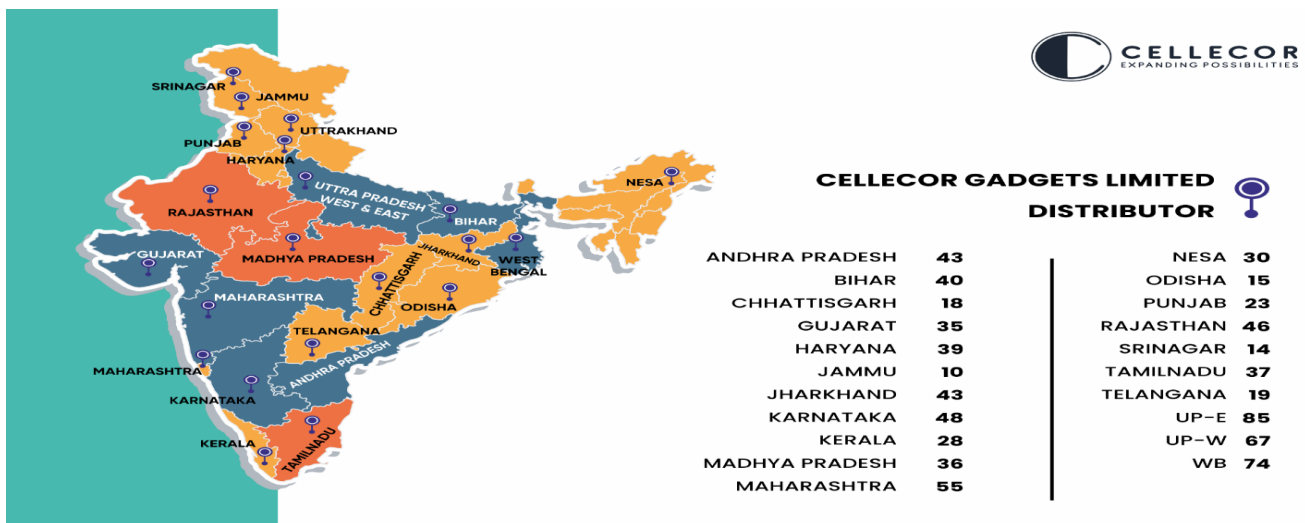 CELLECOR
EXPANDING POSSIBILITIES
SRINAGAR
JAMMU
UTTRAKHAND
PUNJAB
HARYANA
RAJASTHAN
UTTRA PRADESH
WEST & EAST
BIHAR
NESA
GUJARAT
MADHYA PRADESH
CHHATTISGARH
JHARKHAND
WEST
BENGAL
MAHARASHTRA
ODISHA
TELANGANA
MAHARASHTRA
ANDHRA PRADESH
KARNATAKA
KERALA
TAMILNADU
CELLECOR GADGETS LIMITED
DISTRIBUTOR
ANDHRA PRADESH 43
BIHAR 40
CHHATTISGARH 18
GUJARAT 35
HARYANA 39
JAMMU 10
JHARKHAND 43
KARNATAKA 48
KERALA 28
MADHYA PRADESH 36
MAHARASHTRA 55
NESA 30
ODISHA 15
PUNJAB 23
RAJASTHAN 46
SRINAGAR 14
TAMILNADU 37
TELANGANA 19
UP-E 85
UP-W 67
WB 74